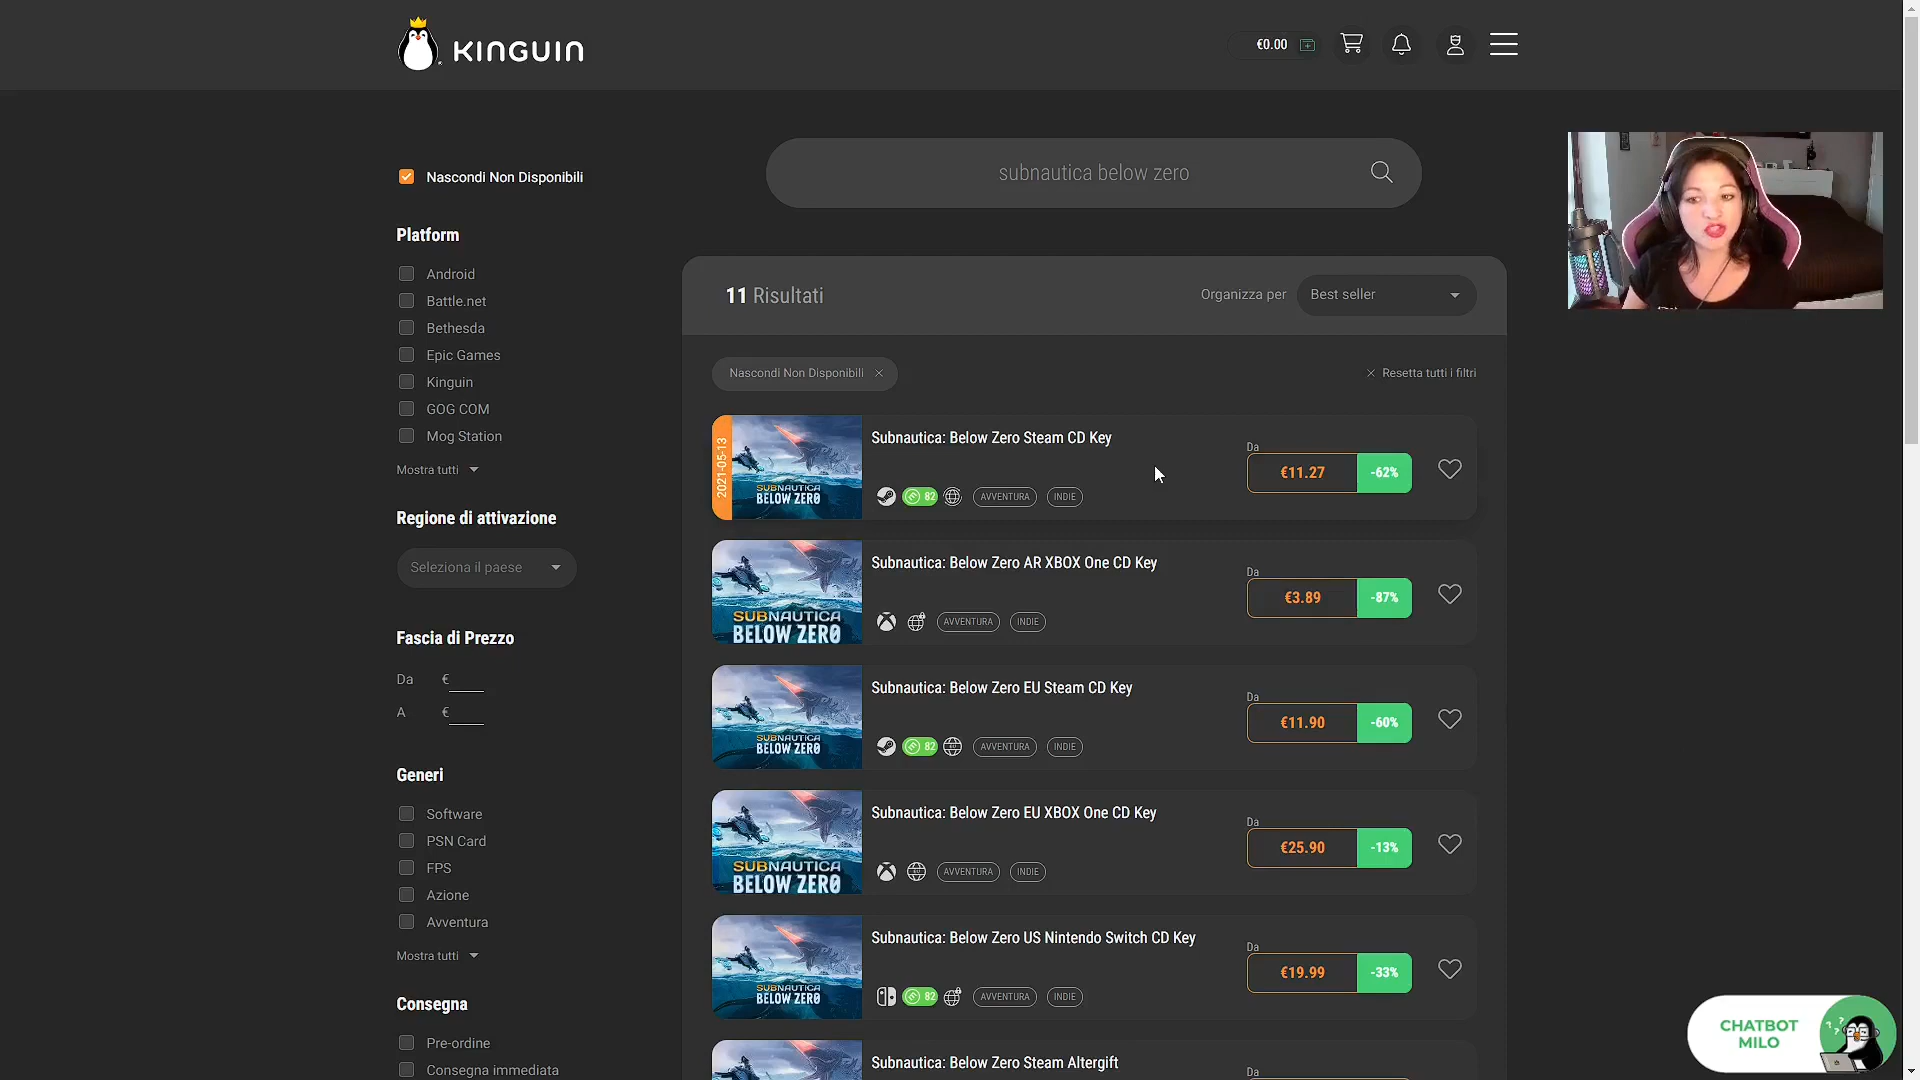 KINGUIN
€0.00
Nascondi Non Disponibili
subnautica below zero
Platform
Android
Battle.net
Bethesda
Epic Games
Kinguin
GOG COM
Mog Station
Mostra tutti
Regione di attivazione
Seleziona il paese
Fascia di Prezzo
Da €
A €
Generi
Software
PSN Card
FPS
Azione
Avventura
Mostra tutti
Consegna
Pre-ordine
Consegna immediata
11 Risultati
Organizza per
Best seller
Nascondi Non Disponibili ×
× Resetta tutti i filtri
2021-05-13
SUBNAUTICA
BELOW ZERØ
Subnautica: Below Zero Steam CD Key
82 AVVENTURA INDIE
Da
€11.27 -62%
SUBNAUTICA
BELOW ZERØ
Subnautica: Below Zero AR XBOX One CD Key
AVVENTURA INDIE
Da
€3.89 -87%
SUBNAUTICA
BELOW ZERØ
Subnautica: Below Zero EU Steam CD Key
82 AVVENTURA INDIE
Da
€11.90 -60%
SUBNAUTICA
BELOW ZERØ
Subnautica: Below Zero EU XBOX One CD Key
AVVENTURA INDIE
Da
€25.90 -13%
SUBNAUTICA
BELOW ZERØ
Subnautica: Below Zero US Nintendo Switch CD Key
82 AVVENTURA INDIE
Da
€19.99 -33%
Subnautica: Below Zero Steam Altergift
Da
CHATBOT
MILO